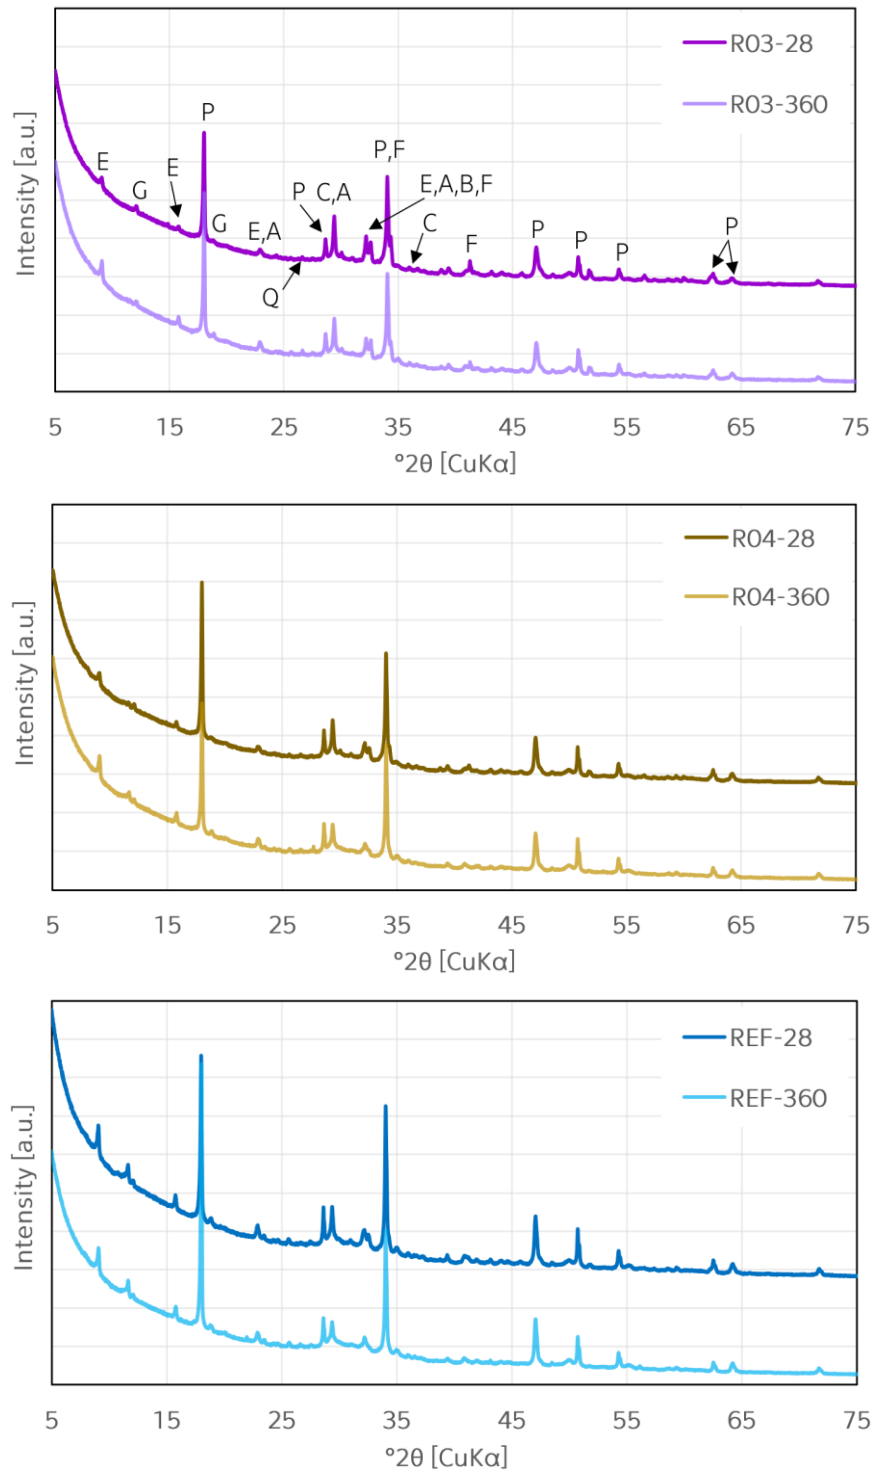 R03-28
R03-360
P
P,F
E
E
G
P
C,A
E,A,B,F
G
E,A
C
F
P
P
P
P
Q
Intensity [a.u.]
5 15 25 35 45 55 65 75
°2θ [CuKα]
R04-28
R04-360
Intensity [a.u.]
5 15 25 35 45 55 65 75
°2θ [CuKα]
REF-28
REF-360
Intensity [a.u.]
5 15 25 35 45 55 65 75
°2θ [CuKα]